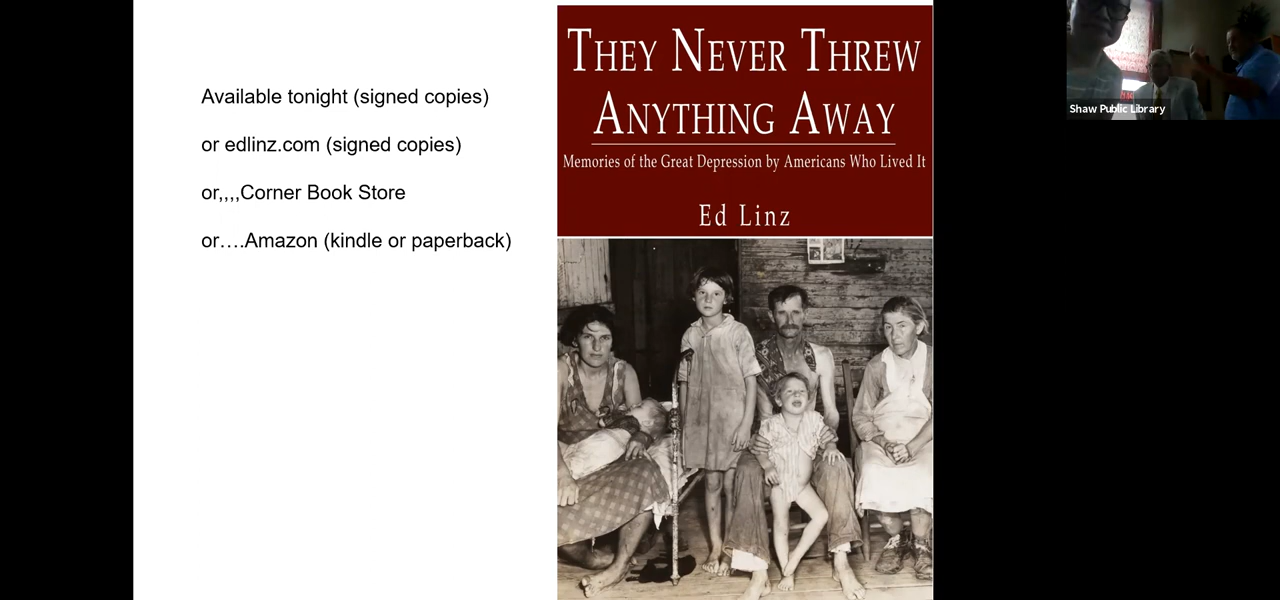 Available tonight (signed copies)
or edlinz.com (signed copies)
or,,,,Corner Book Store
or….Amazon (kindle or paperback)
THEY NEVER THREW
ANYTHING AWAY
Memories of the Great Depression by Americans Who Lived It
Ed Linz
Shaw Public Library